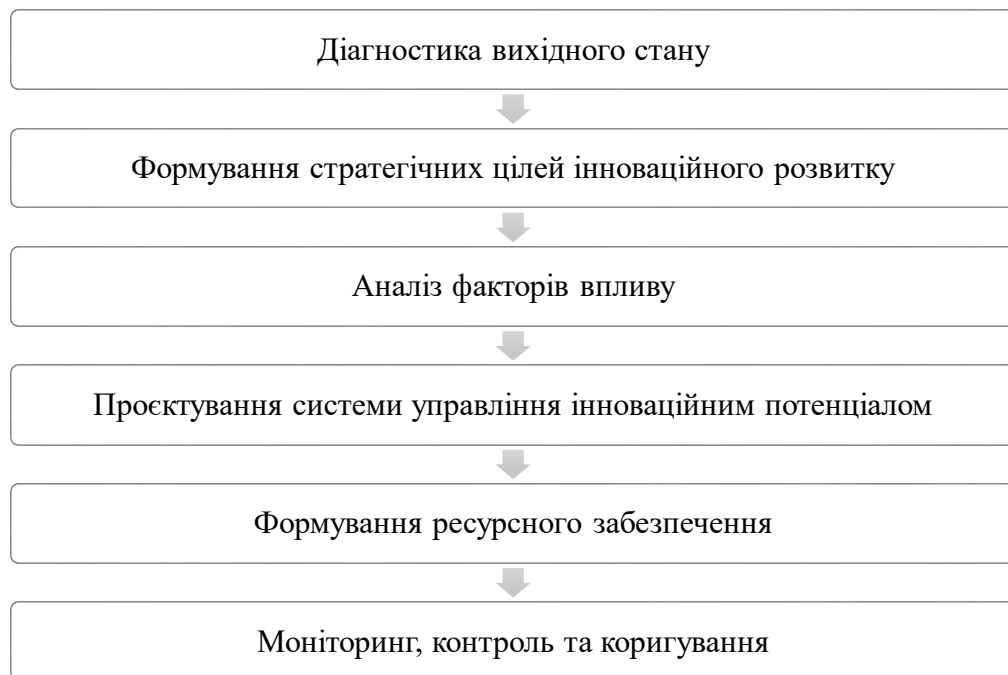 Діагностика вихідного стану
Формування стратегічних цілей інноваційного розвитку
Аналіз факторів впливу
Проєктування системи управління інноваційним потенціалом
Формування ресурсного забезпечення
Моніторинг, контроль та коригування